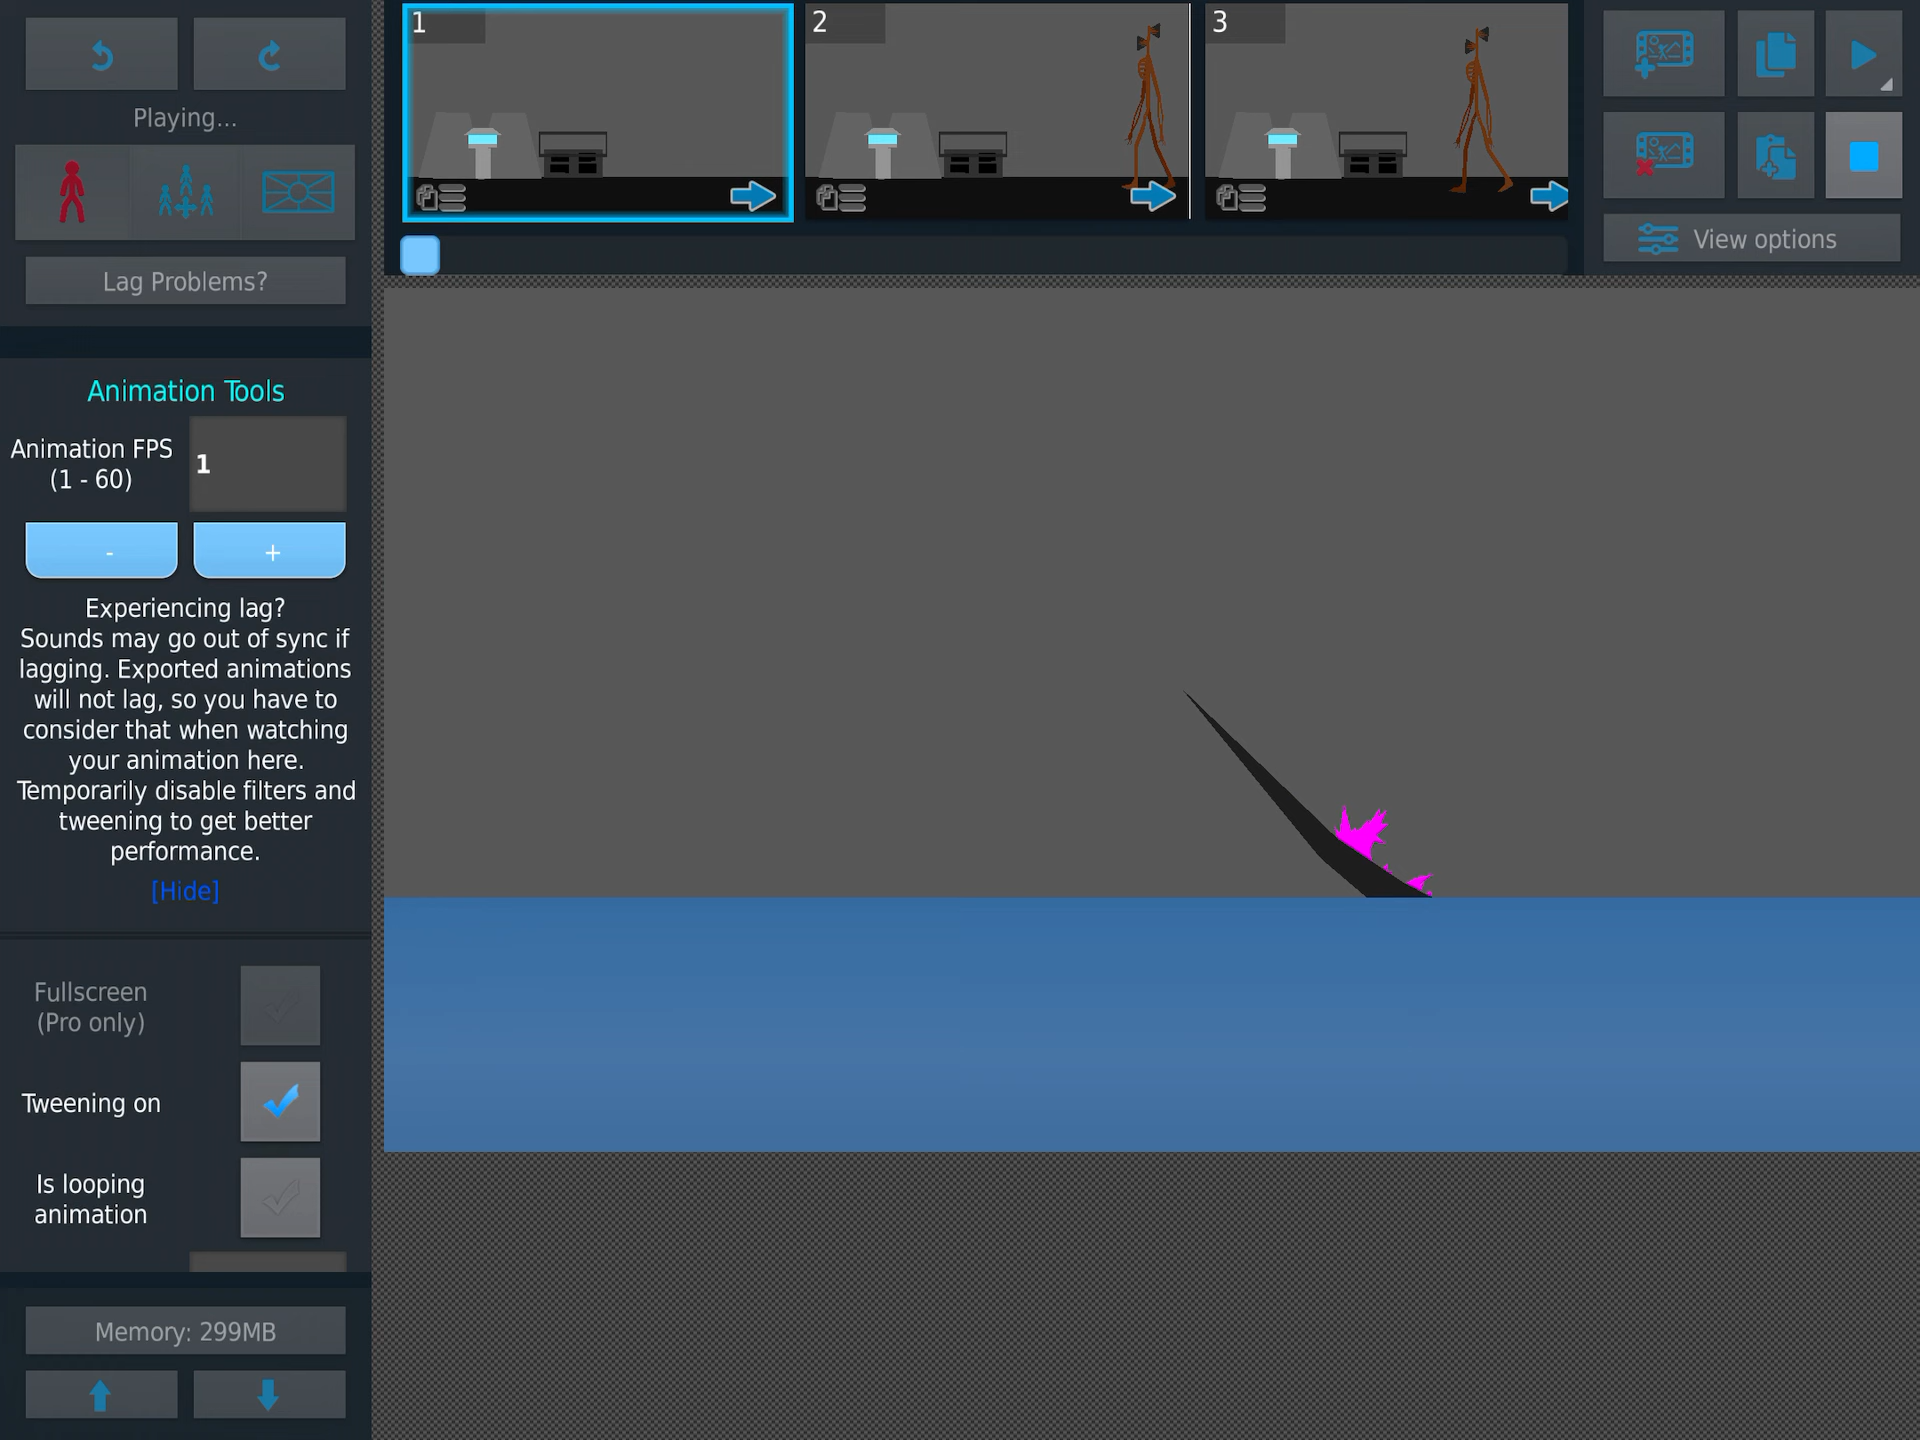 1
2
3
Playing...
View options
Lag Problems?
Animation Tools
Animation FPS
(1 - 60)
1
- +
Experiencing lag?
Sounds may go out of sync if
lagging. Exported animations
will not lag, so you have to
consider that when watching
your animation here.
Temporarily disable filters and
tweening to get better
performance.
[Hide]
Fullscreen
(Pro only)
Tweening on
Is looping
animation
Memory: 299MB